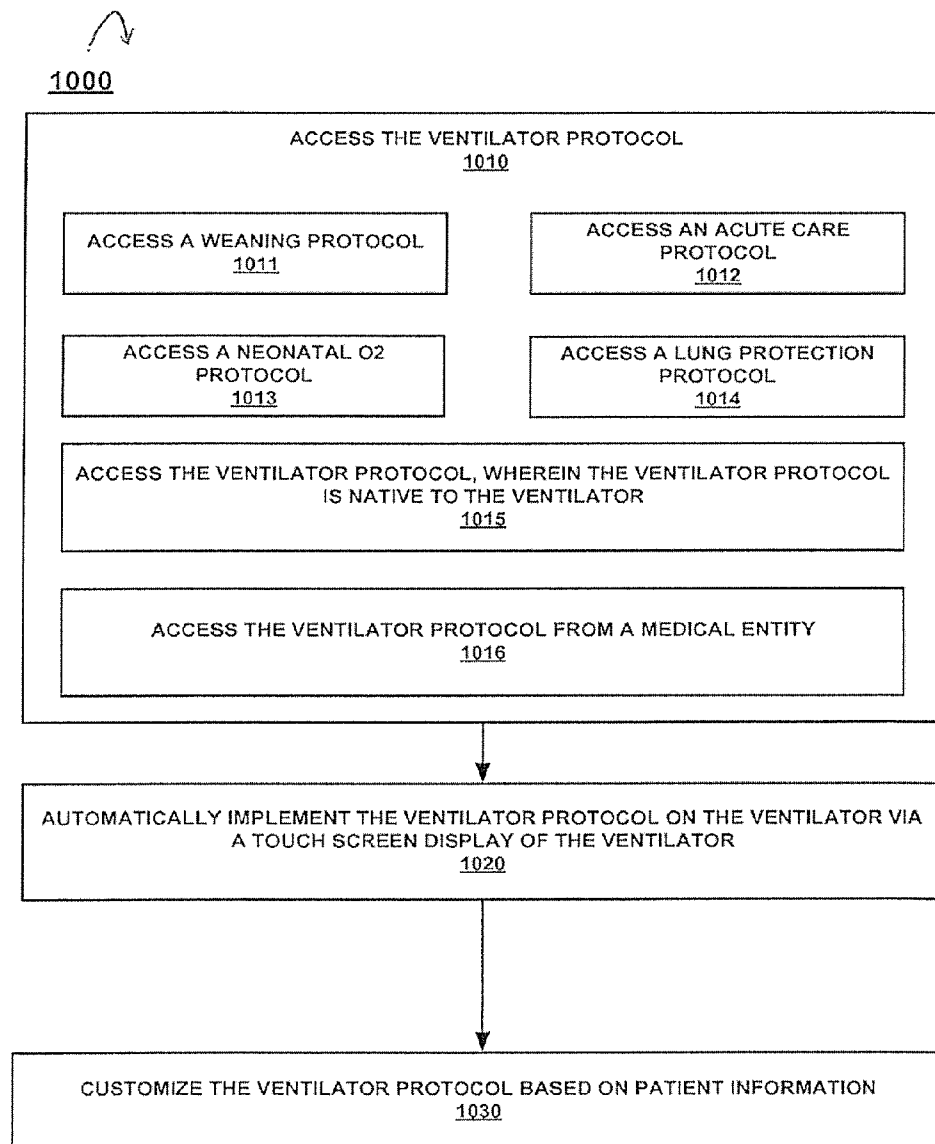 1000
ACCESS THE VENTILATOR PROTOCOL
1010
ACCESS A WEANING PROTOCOL
1011
ACCESS AN ACUTE CARE
PROTOCOL
1012
ACCESS A NEONATAL O2
PROTOCOL
1013
ACCESS A LUNG PROTECTION
PROTOCOL
1014
ACCESS THE VENTILATOR PROTOCOL, WHEREIN THE VENTILATOR PROTOCOL
IS NATIVE TO THE VENTILATOR
1015
ACCESS THE VENTILATOR PROTOCOL FROM A MEDICAL ENTITY
1016
AUTOMATICALLY IMPLEMENT THE VENTILATOR PROTOCOL ON THE VENTILATOR VIA
A TOUCH SCREEN DISPLAY OF THE VENTILATOR
1020
CUSTOMIZE THE VENTILATOR PROTOCOL BASED ON PATIENT INFORMATION
1030